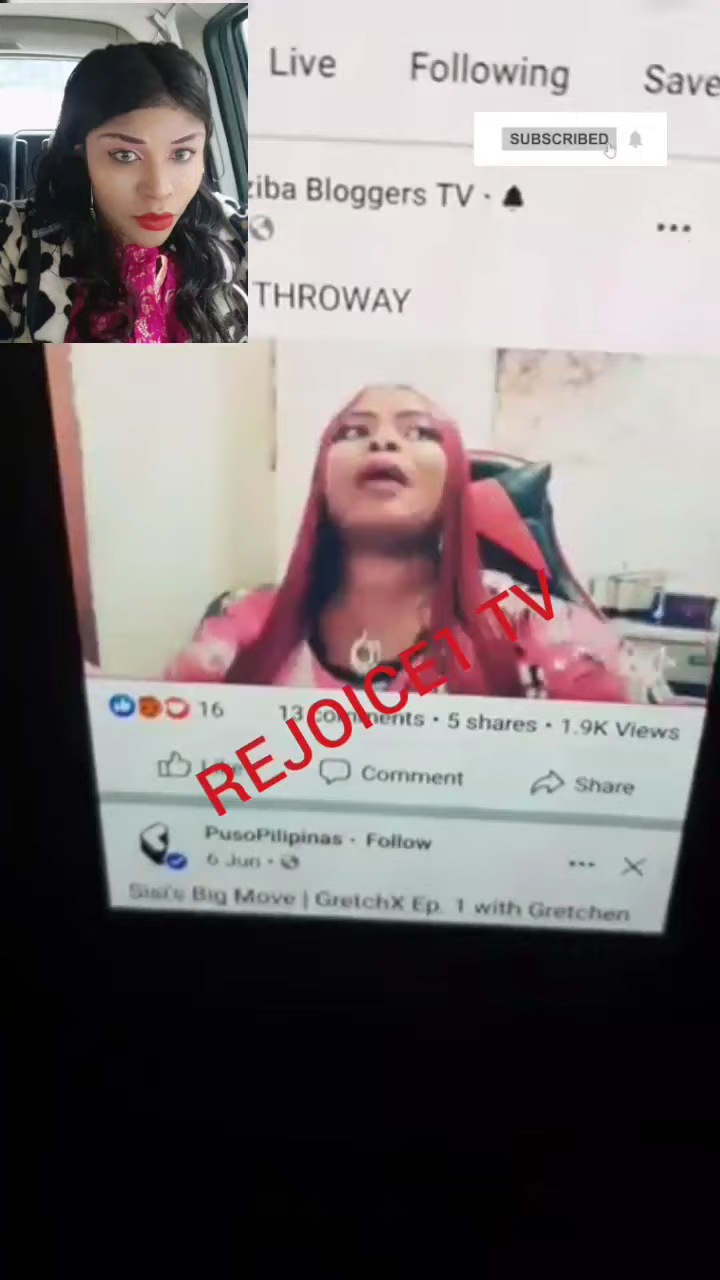 Live Following Save
SUBSCRIBED
ziba Bloggers TV ·
THROWAY
REJOICE1 TV
16 13 comments • 5 shares • 1.9K Views
Like Comment Share
PusoPilipinas · Follow
6 Jun ·
Sisi's Big Move | GretchX Ep. 1 with Gretchen